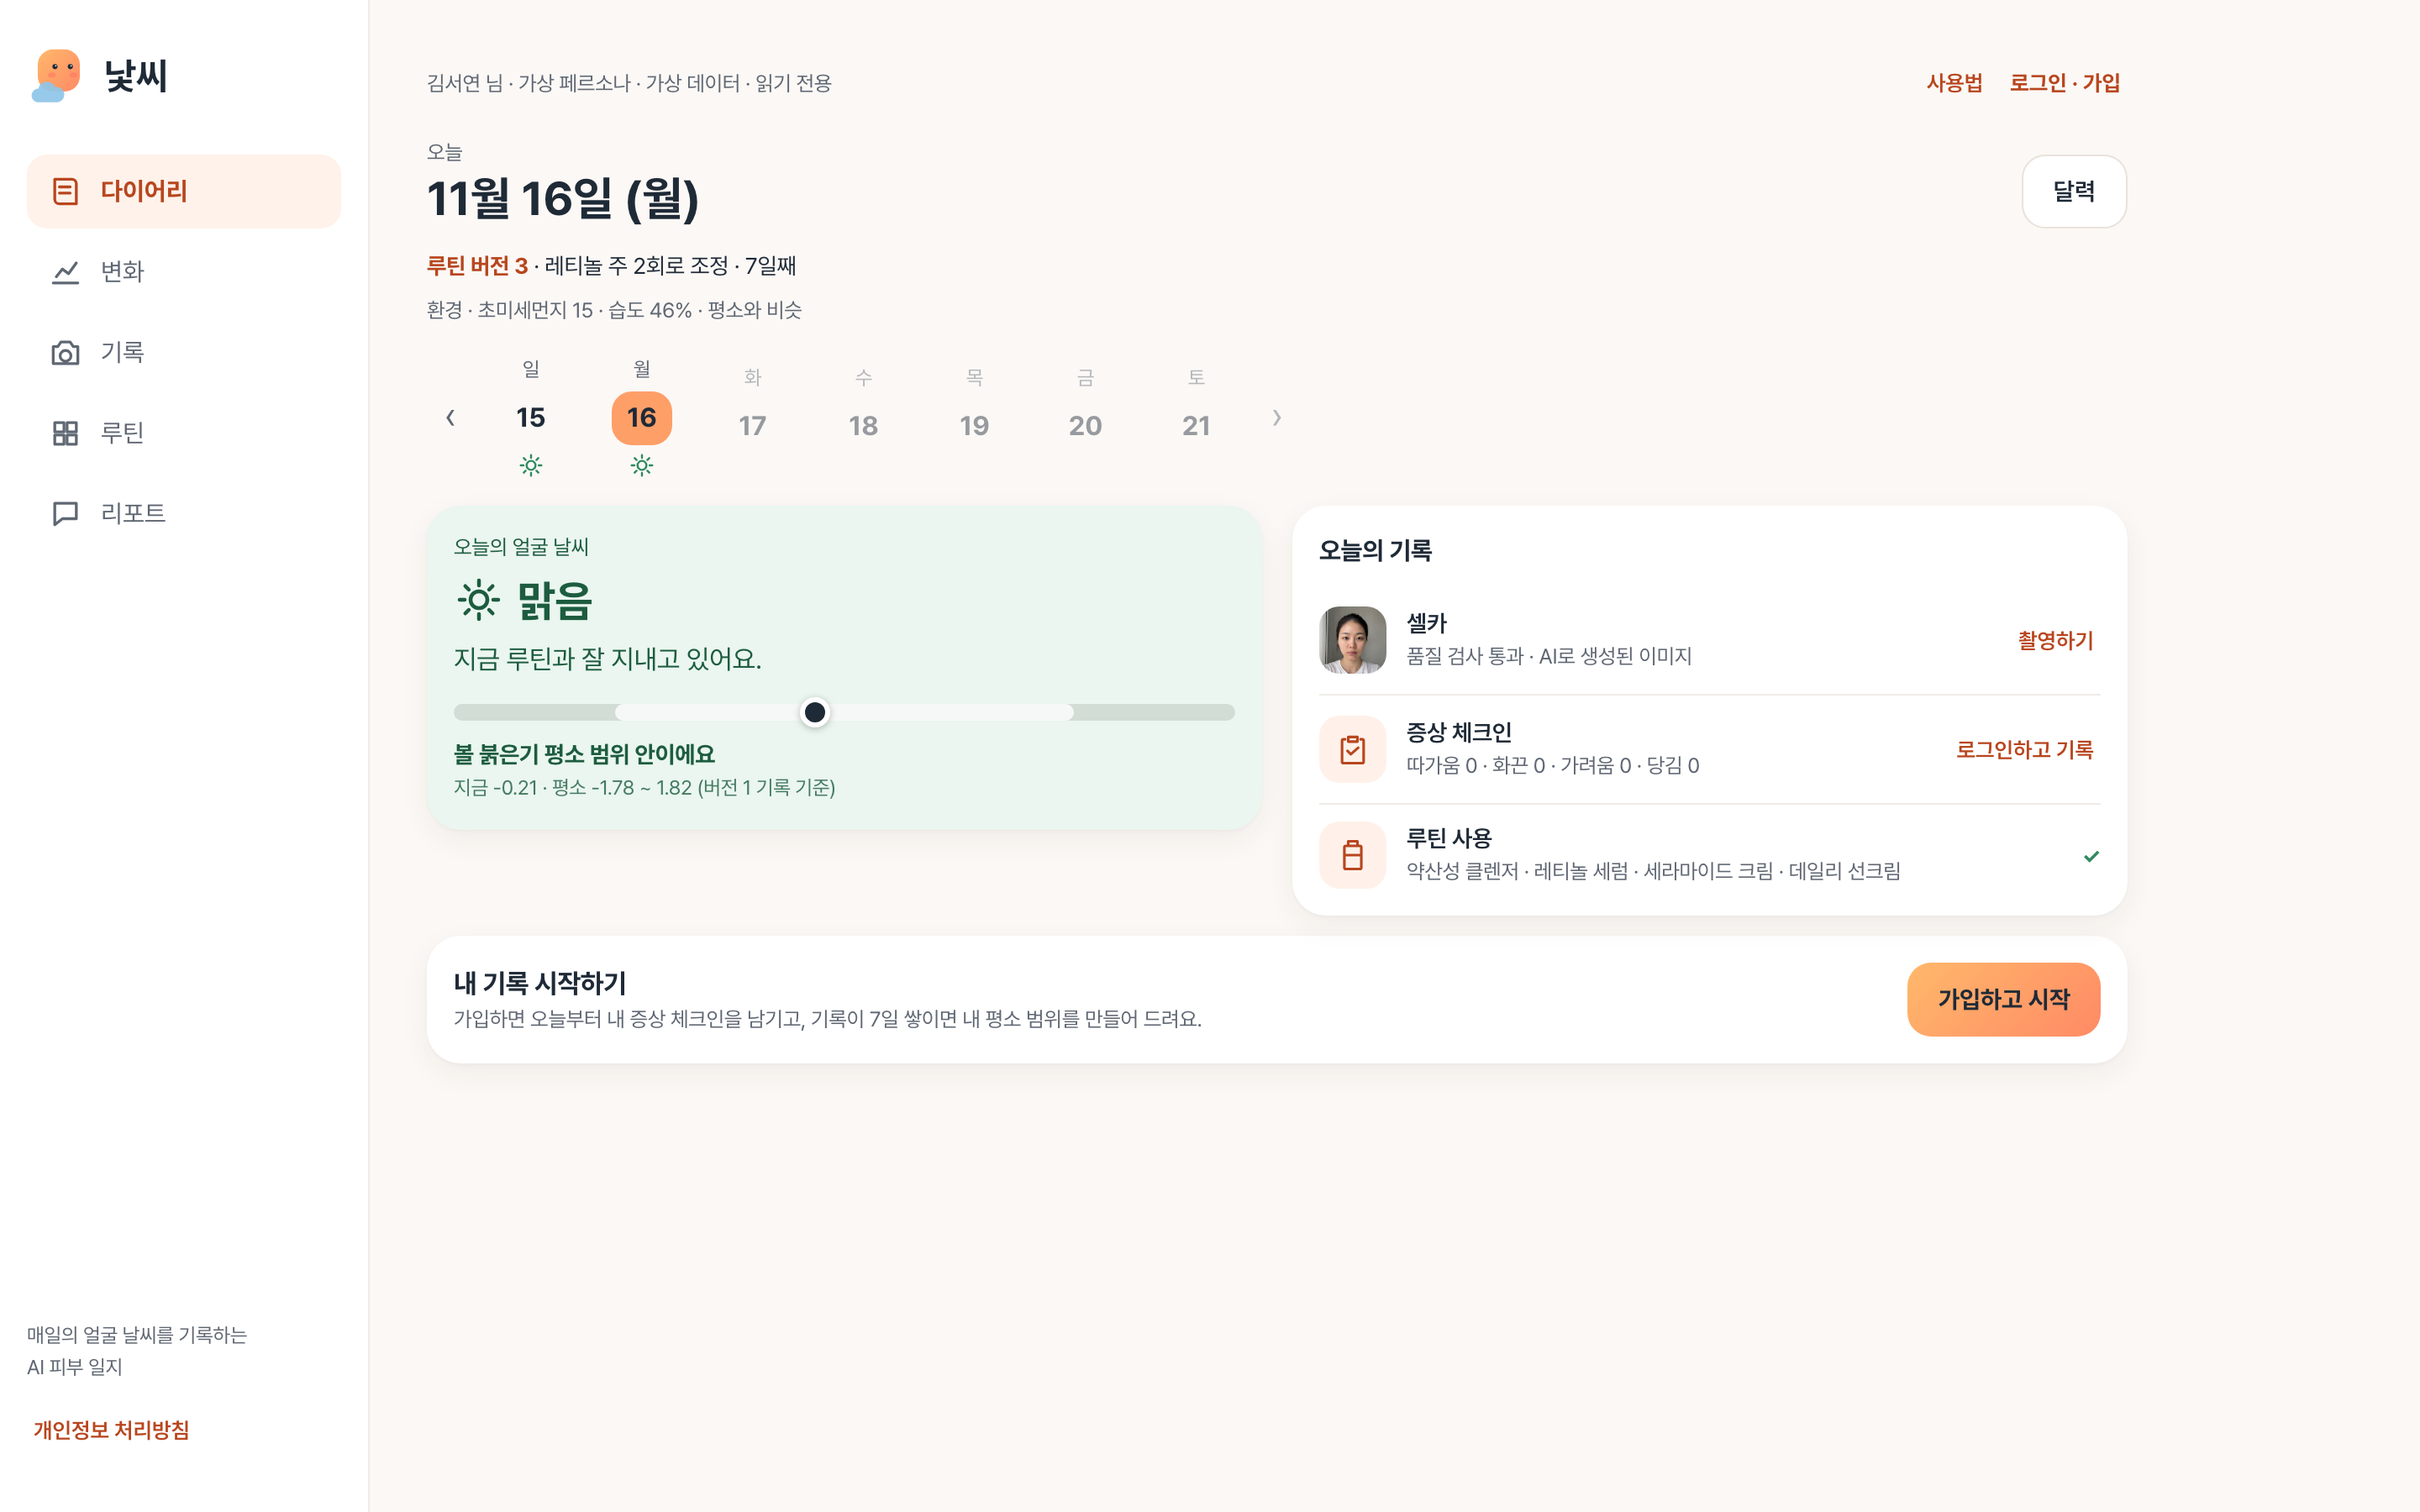 낯씨
다이어리
변화
기록
루틴
리포트
매일의 얼굴 날씨를 기록하는
AI 피부 일지
개인정보 처리방침
김서연 님 · 가상 페르소나 · 가상 데이터 · 읽기 전용
사용법
로그인 · 가입
오늘
11월 16일 (월)
달력
루틴 버전 3 · 레티놀 주 2회로 조정 · 7일째
환경 · 초미세먼지 15 · 습도 46% · 평소와 비슷
일 월 화 수 목 금 토
‹ 15 16 17 18 19 20 21 ›
오늘의 얼굴 날씨
맑음
지금 루틴과 잘 지내고 있어요.
볼 붉은기 평소 범위 안이에요
지금 -0.21 · 평소 -1.78 ~ 1.82 (버전 1 기록 기준)
오늘의 기록
셀카
품질 검사 통과 · AI로 생성된 이미지
촬영하기
증상 체크인
따가움 0 · 화끈 0 · 가려움 0 · 당김 0
로그인하고 기록
루틴 사용
약산성 클렌저 · 레티놀 세럼 · 세라마이드 크림 · 데일리 선크림
내 기록 시작하기
가입하면 오늘부터 내 증상 체크인을 남기고, 기록이 7일 쌓이면 내 평소 범위를 만들어 드려요.
가입하고 시작